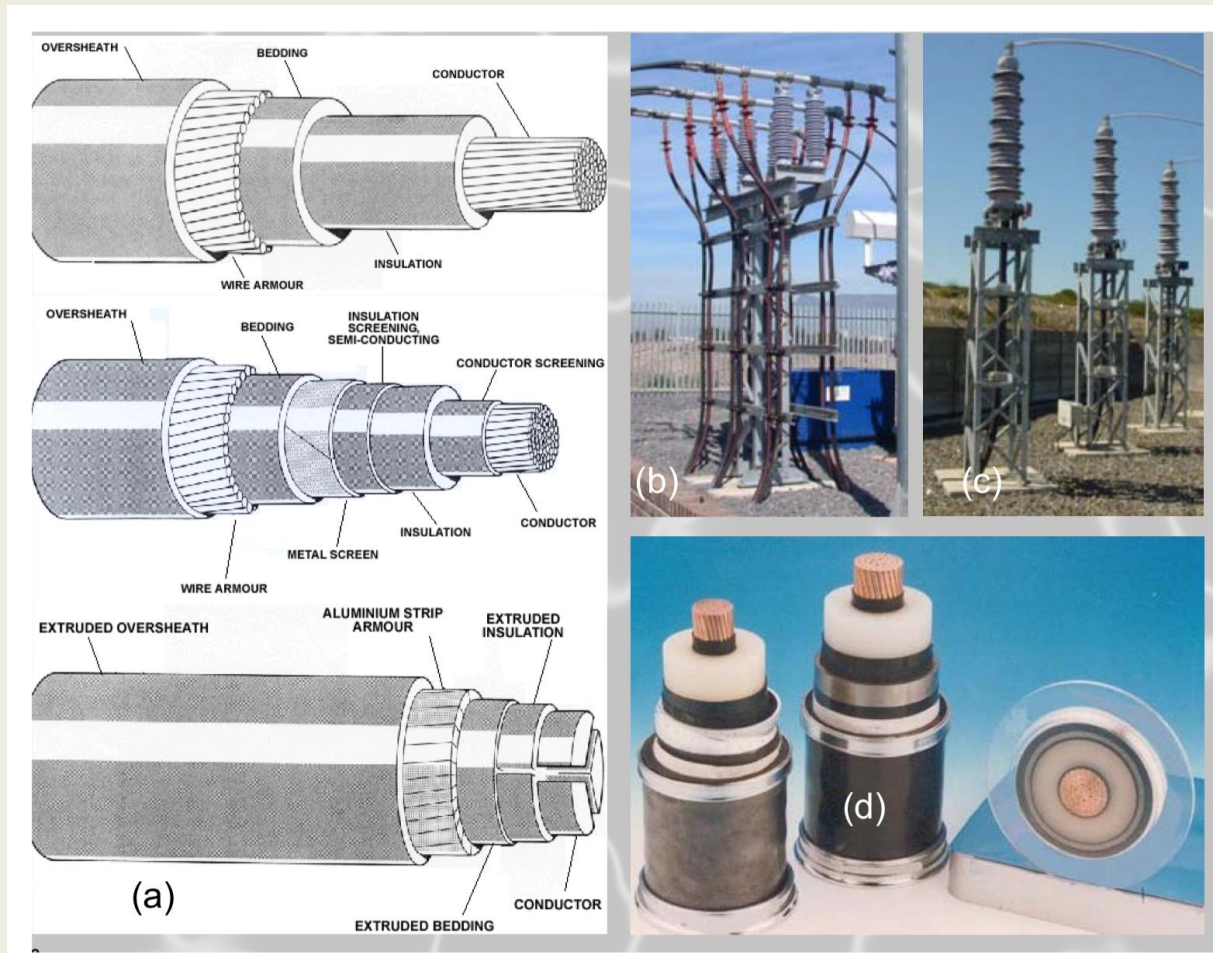 OVERSHEATH
BEDDING
CONDUCTOR
INSULATION
WIRE ARMOUR
OVERSHEATH
BEDDING
INSULATION
SCREENING,
SEMI-CONDUCTING
CONDUCTOR SCREENING
CONDUCTOR
INSULATION
METAL SCREEN
WIRE ARMOUR
EXTRUDED OVERSHEATH
ALUMINIUM STRIP
ARMOUR
EXTRUDED
INSULATION
CONDUCTOR
EXTRUDED BEDDING
(a)
(b)
(c)
(d)